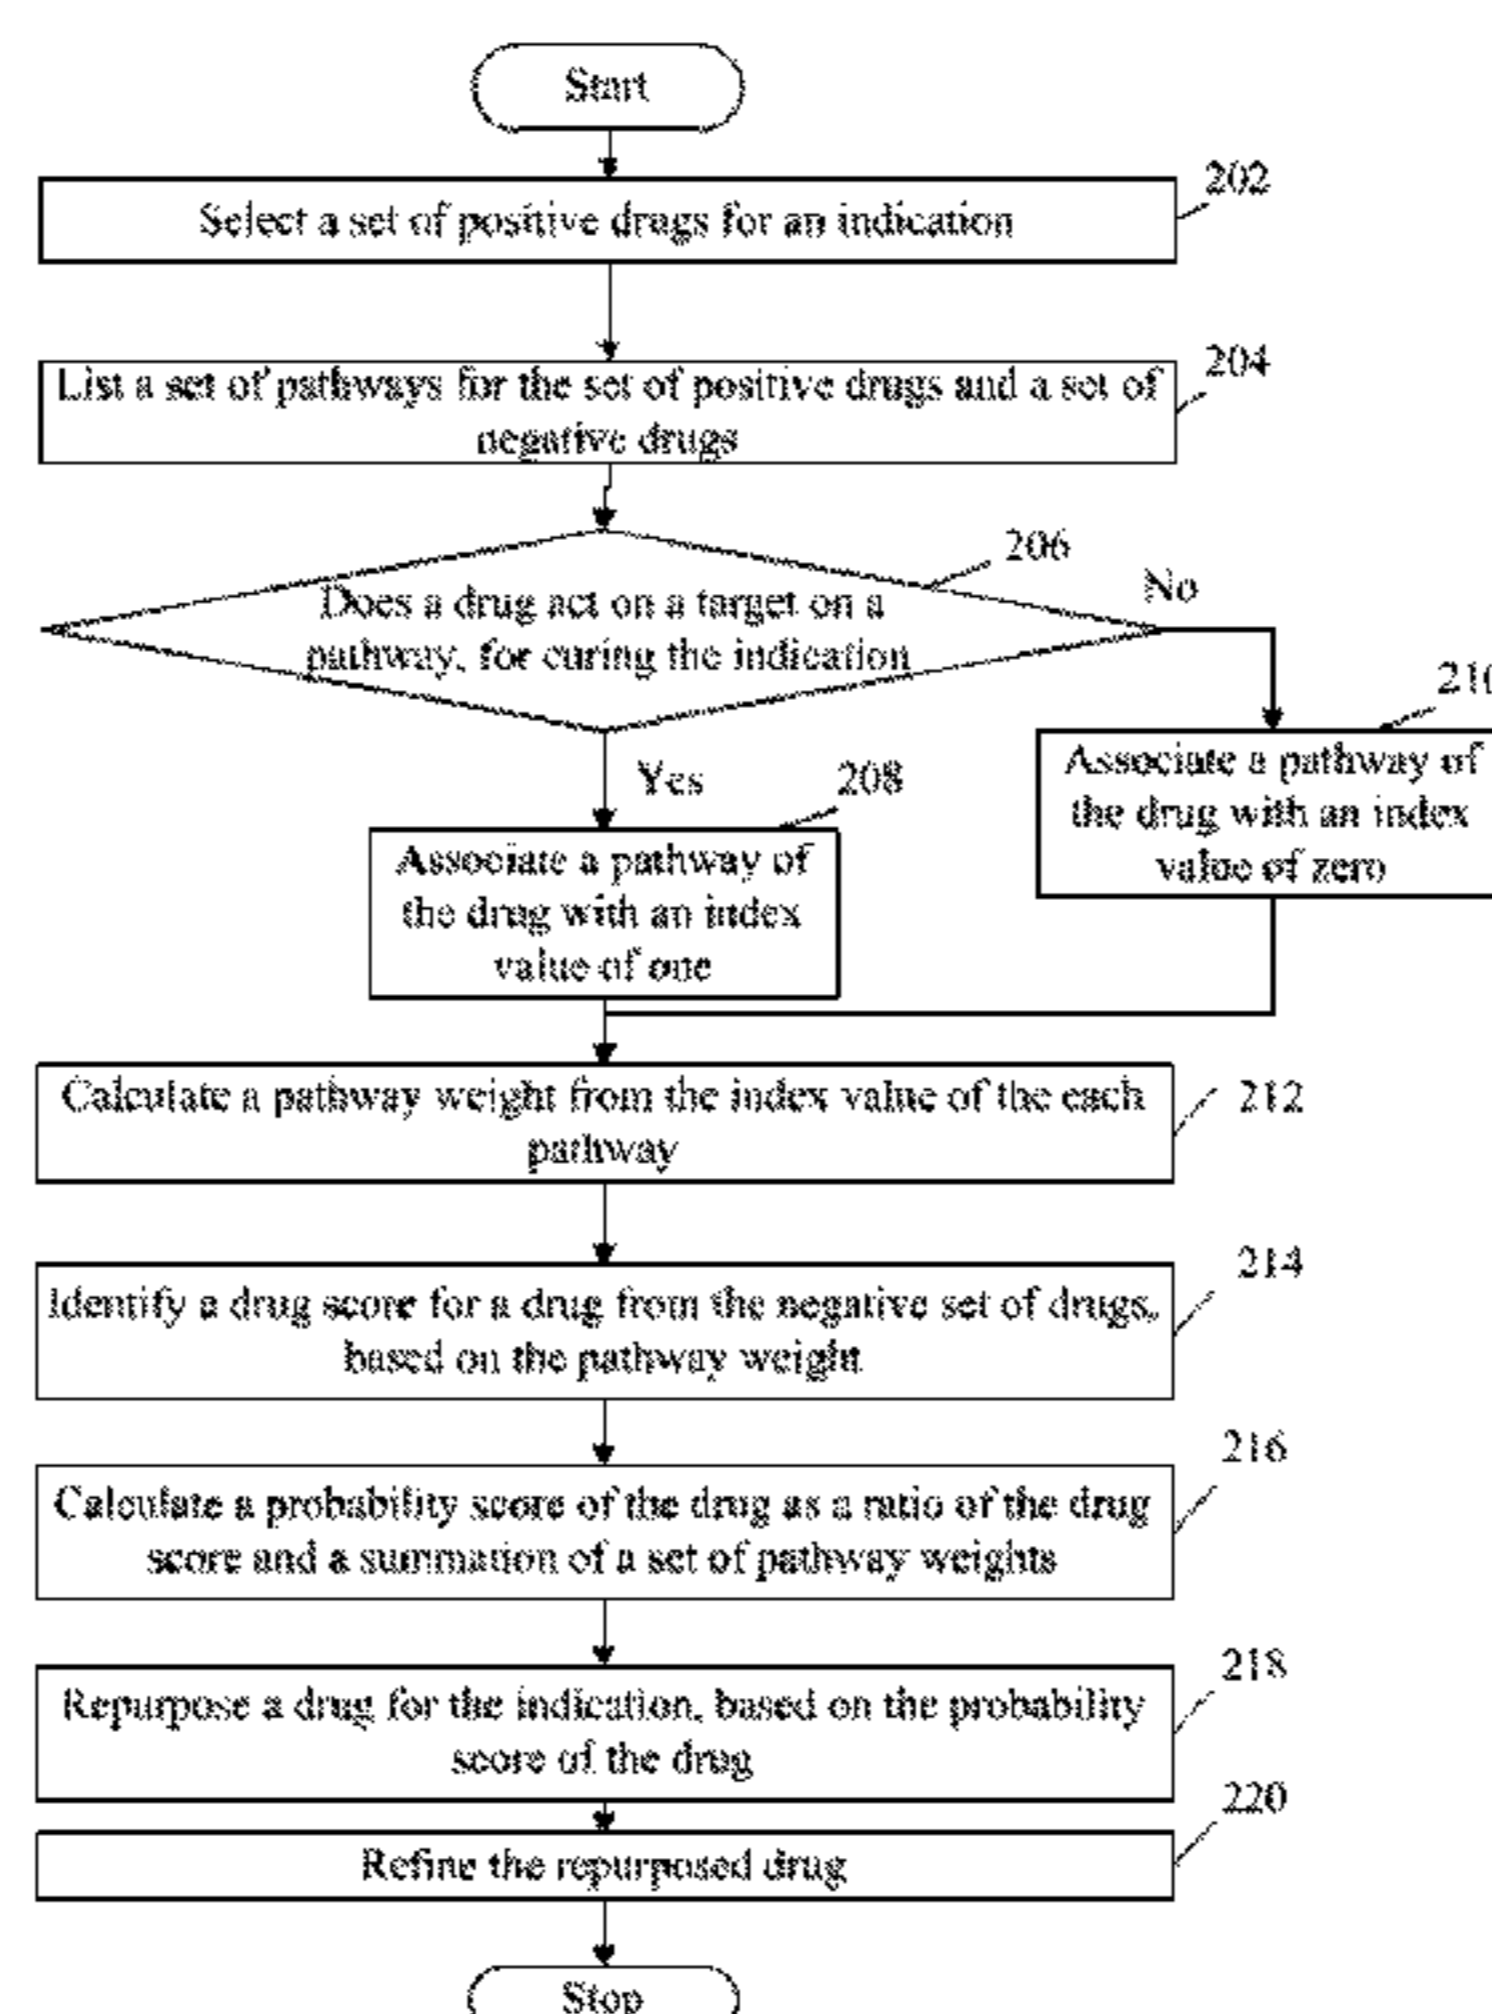 Start
202
Select a set of positive drugs for an indication
204
List a set of pathways for the set of positive drugs and a set of
negative drugs
206
No
Does a drug act on a target on a
pathway, for curing the indication
210
Associate a pathway of
the drug with an index
value of zero
Yes
208
Associate a pathway of
the drug with an index
value of one
Calculate a pathway weight from the index value of the each
pathway
212
214
Identify a drug score for a drug from the negative set of drugs,
based on the pathway weight
216
Calculate a probability score of the drug as a ratio of the drug
score and a summation of a set of pathway weights
218
Repurpose a drug for the indication, based on the probability
score of the drug
220
Refine the repurposed drug
Stop